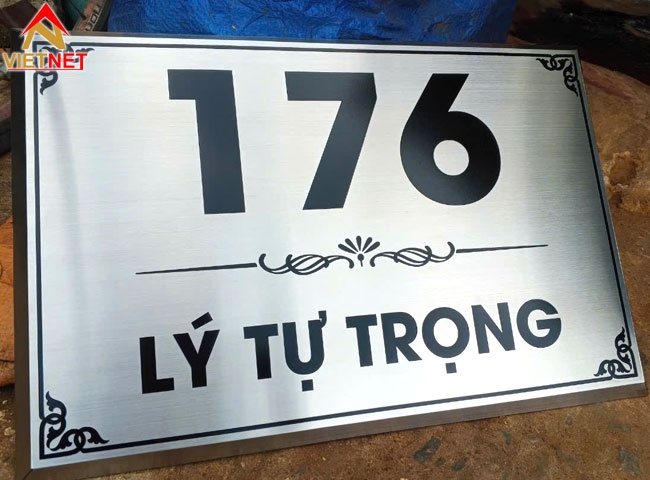 VIETNET
176
LÝ TỰ TRỌNG